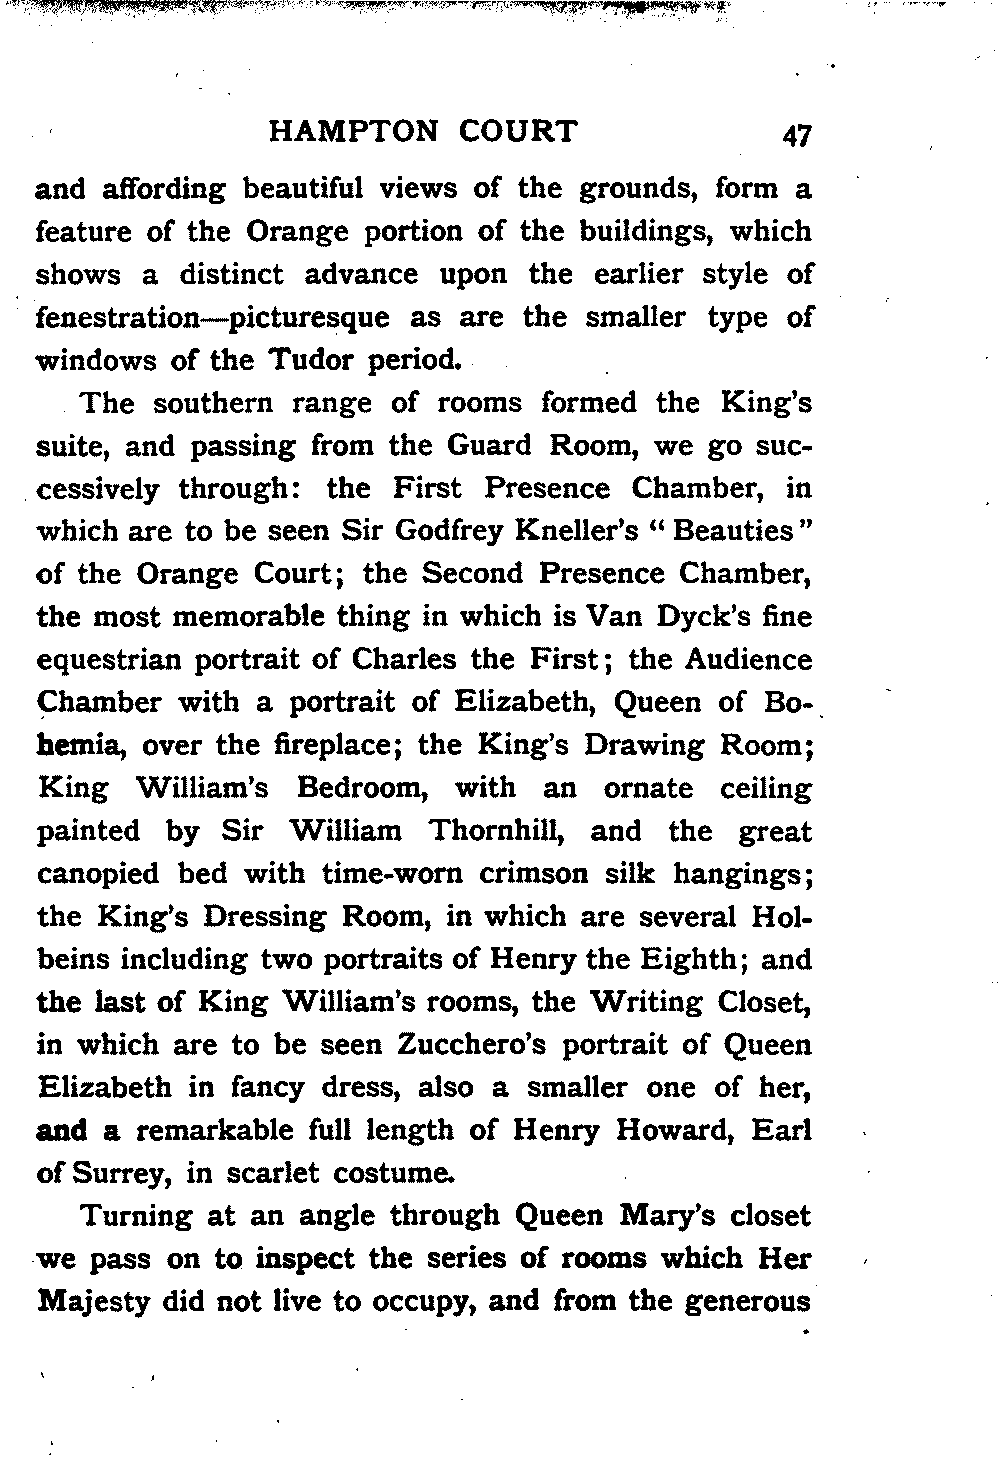 HAMPTON COURT 47
and affording beautiful views of the grounds, form a
feature of the Orange portion of the buildings, which
shows a distinct advance upon the earlier style of
fenestration—picturesque as are the smaller type of
windows of the Tudor period.
The southern range of rooms formed the King's
suite, and passing from the Guard Room, we go suc-
cessively through: the First Presence Chamber, in
which are to be seen Sir Godfrey Kneller's “ Beauties ”
of the Orange Court; the Second Presence Chamber,
the most memorable thing in which is Van Dyck's fine
equestrian portrait of Charles the First; the Audience
Chamber with a portrait of Elizabeth, Queen of Bo-
hemia, over the fireplace; the King's Drawing Room;
King William's Bedroom, with an ornate ceiling
painted by Sir William Thornhill, and the great
canopied bed with time-worn crimson silk hangings;
the King's Dressing Room, in which are several Hol-
beins including two portraits of Henry the Eighth; and
the last of King William's rooms, the Writing Closet,
in which are to be seen Zucchero's portrait of Queen
Elizabeth in fancy dress, also a smaller one of her,
and a remarkable full length of Henry Howard, Earl
of Surrey, in scarlet costume.
Turning at an angle through Queen Mary's closet
we pass on to inspect the series of rooms which Her
Majesty did not live to occupy, and from the generous